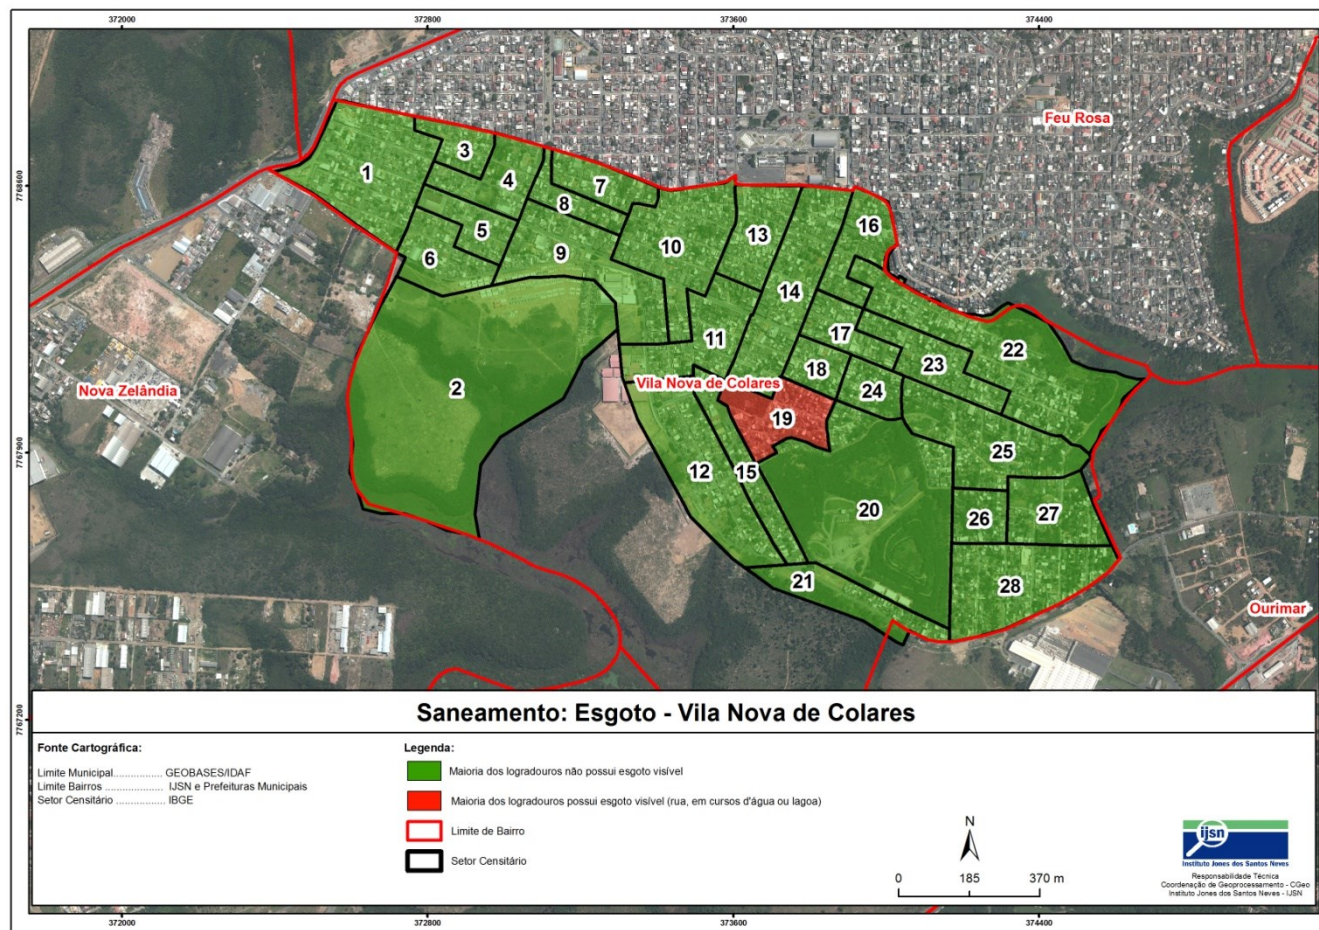 372000 372800 373600 374400
Feu Rosa
7768600
1
3
4
7
8
5
6
9
10
13
16
14
11
17
22
23
18
24
2
Nova Zelândia
Vila Nova de Colares
19
7767900
12
15
25
20
26
27
21
28
Ourimar
7767200
Saneamento: Esgoto - Vila Nova de Colares
Fonte Cartográfica:
Limite Municipal................ GEOBASES/IDAF
Limite Bairros ................ IJSN e Prefeituras Municipais
Setor Censitário ................ IBGE
Legenda:
Maioria dos logradouros não possui esgoto visível
Maioria dos logradouros possui esgoto visível (rua, em cursos d'água ou lagoa)
Limite de Bairro
Setor Censitário
N
0 185 370 m
ijsn
Instituto Jones dos Santos Neves
Responsabilidade Técnica
Coordenação de Geoprocessamento - CGeo
Instituto Jones dos Santos Neves - IJSN
372000 372800 373600 374400